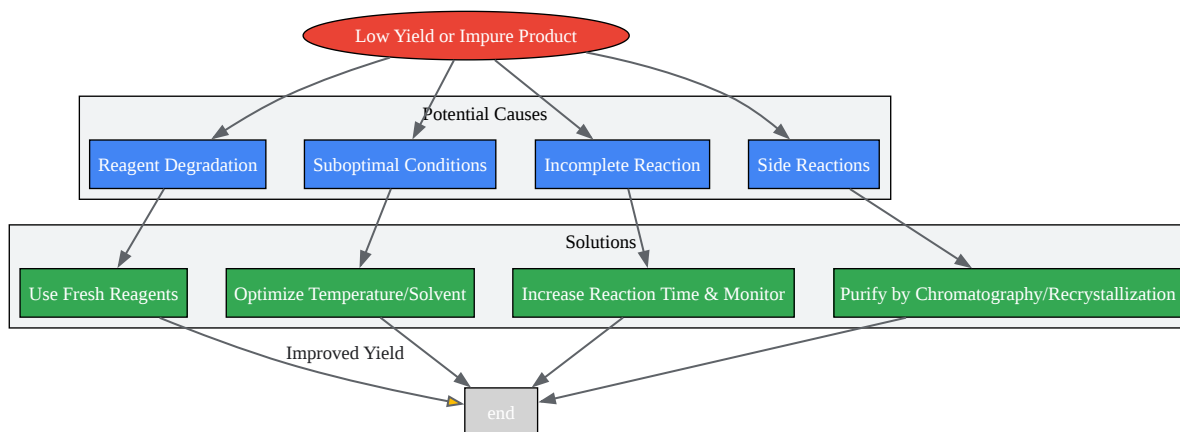 Low Yield or Impure Product
Potential Causes
Reagent Degradation
Suboptimal Conditions
Incomplete Reaction
Side Reactions
Solutions
Use Fresh Reagents
Optimize Temperature/Solvent
Increase Reaction Time & Monitor
Purify by Chromatography/Recrystallization
Improved Yield
end